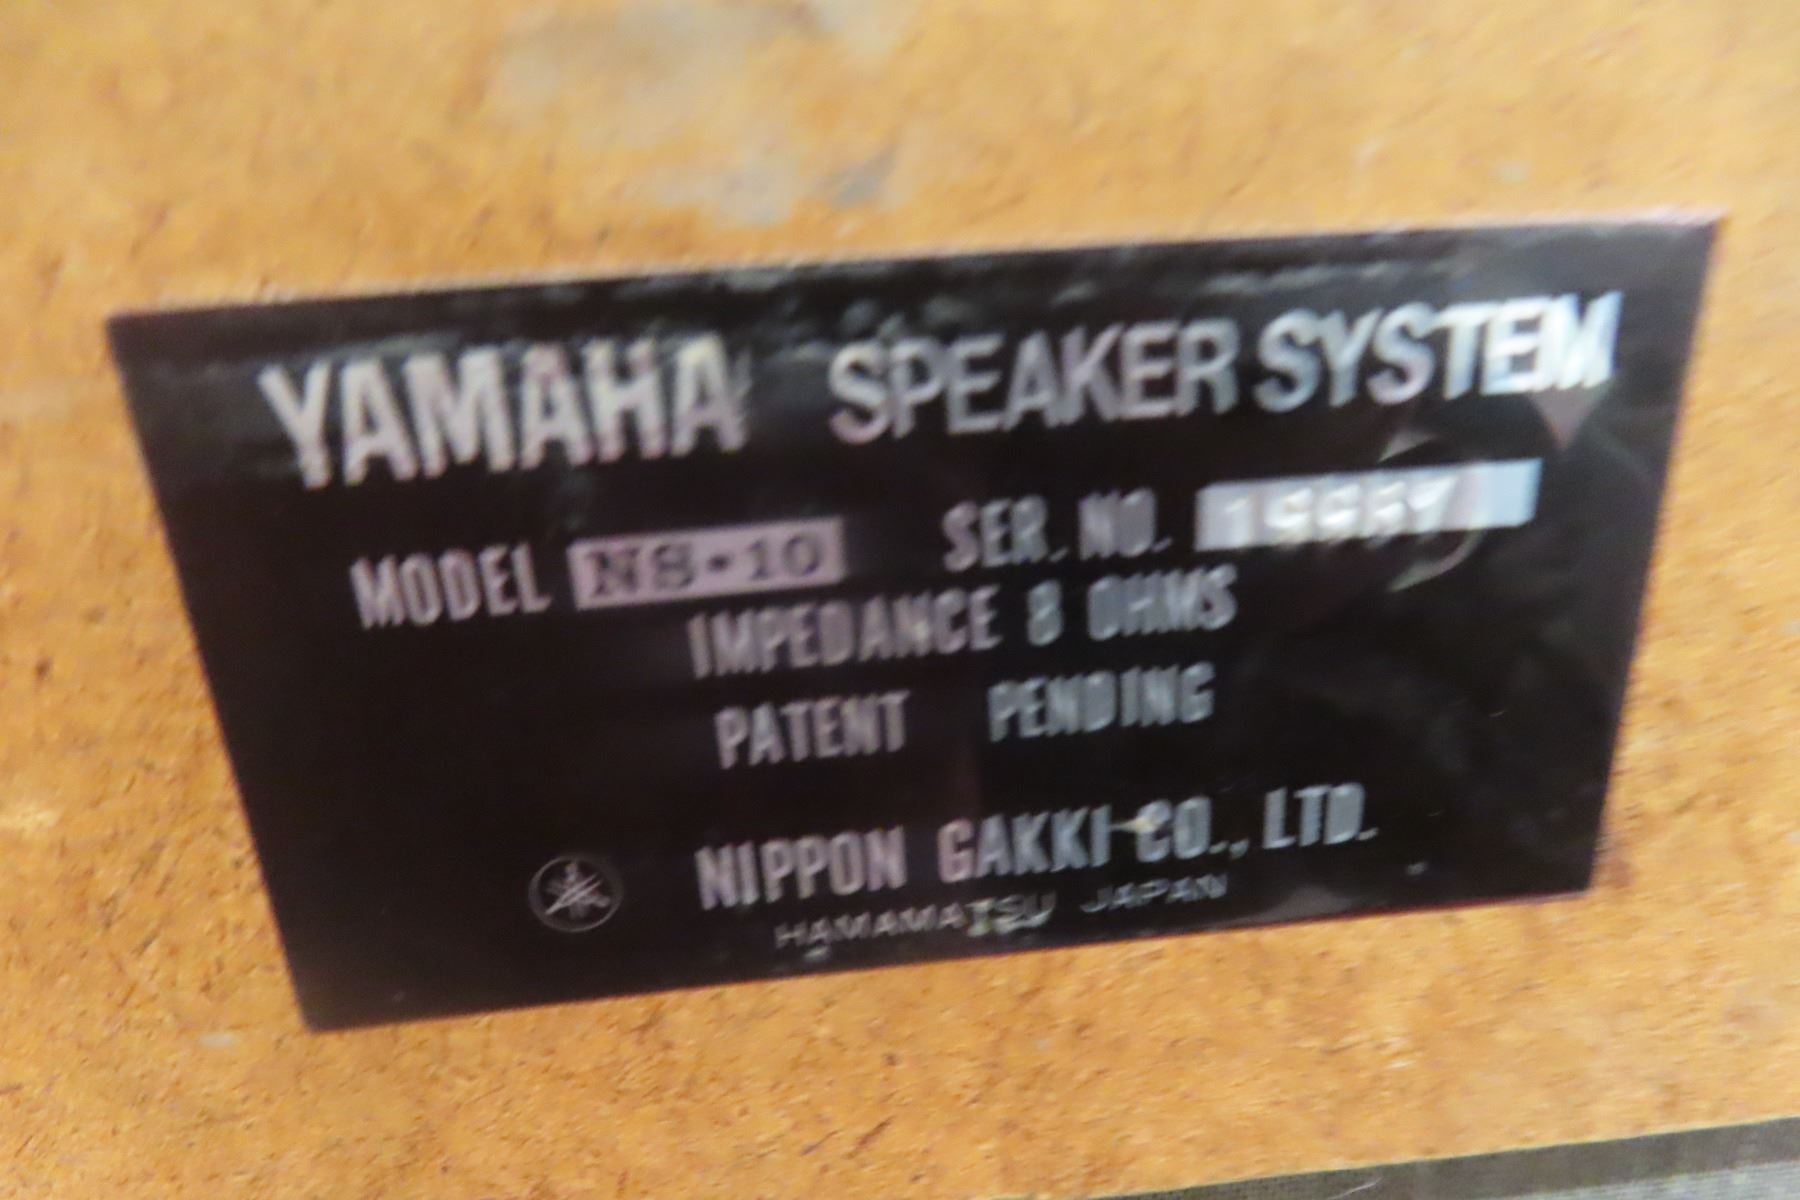 YAMAHA SPEAKER SYSTEM
MODEL NS-10 SER. NO.
IMPEDANCE 8 OHMS
PATENT PENDING
NIPPON GAKKI CO., LTD.
HAMAMATSU JAPAN